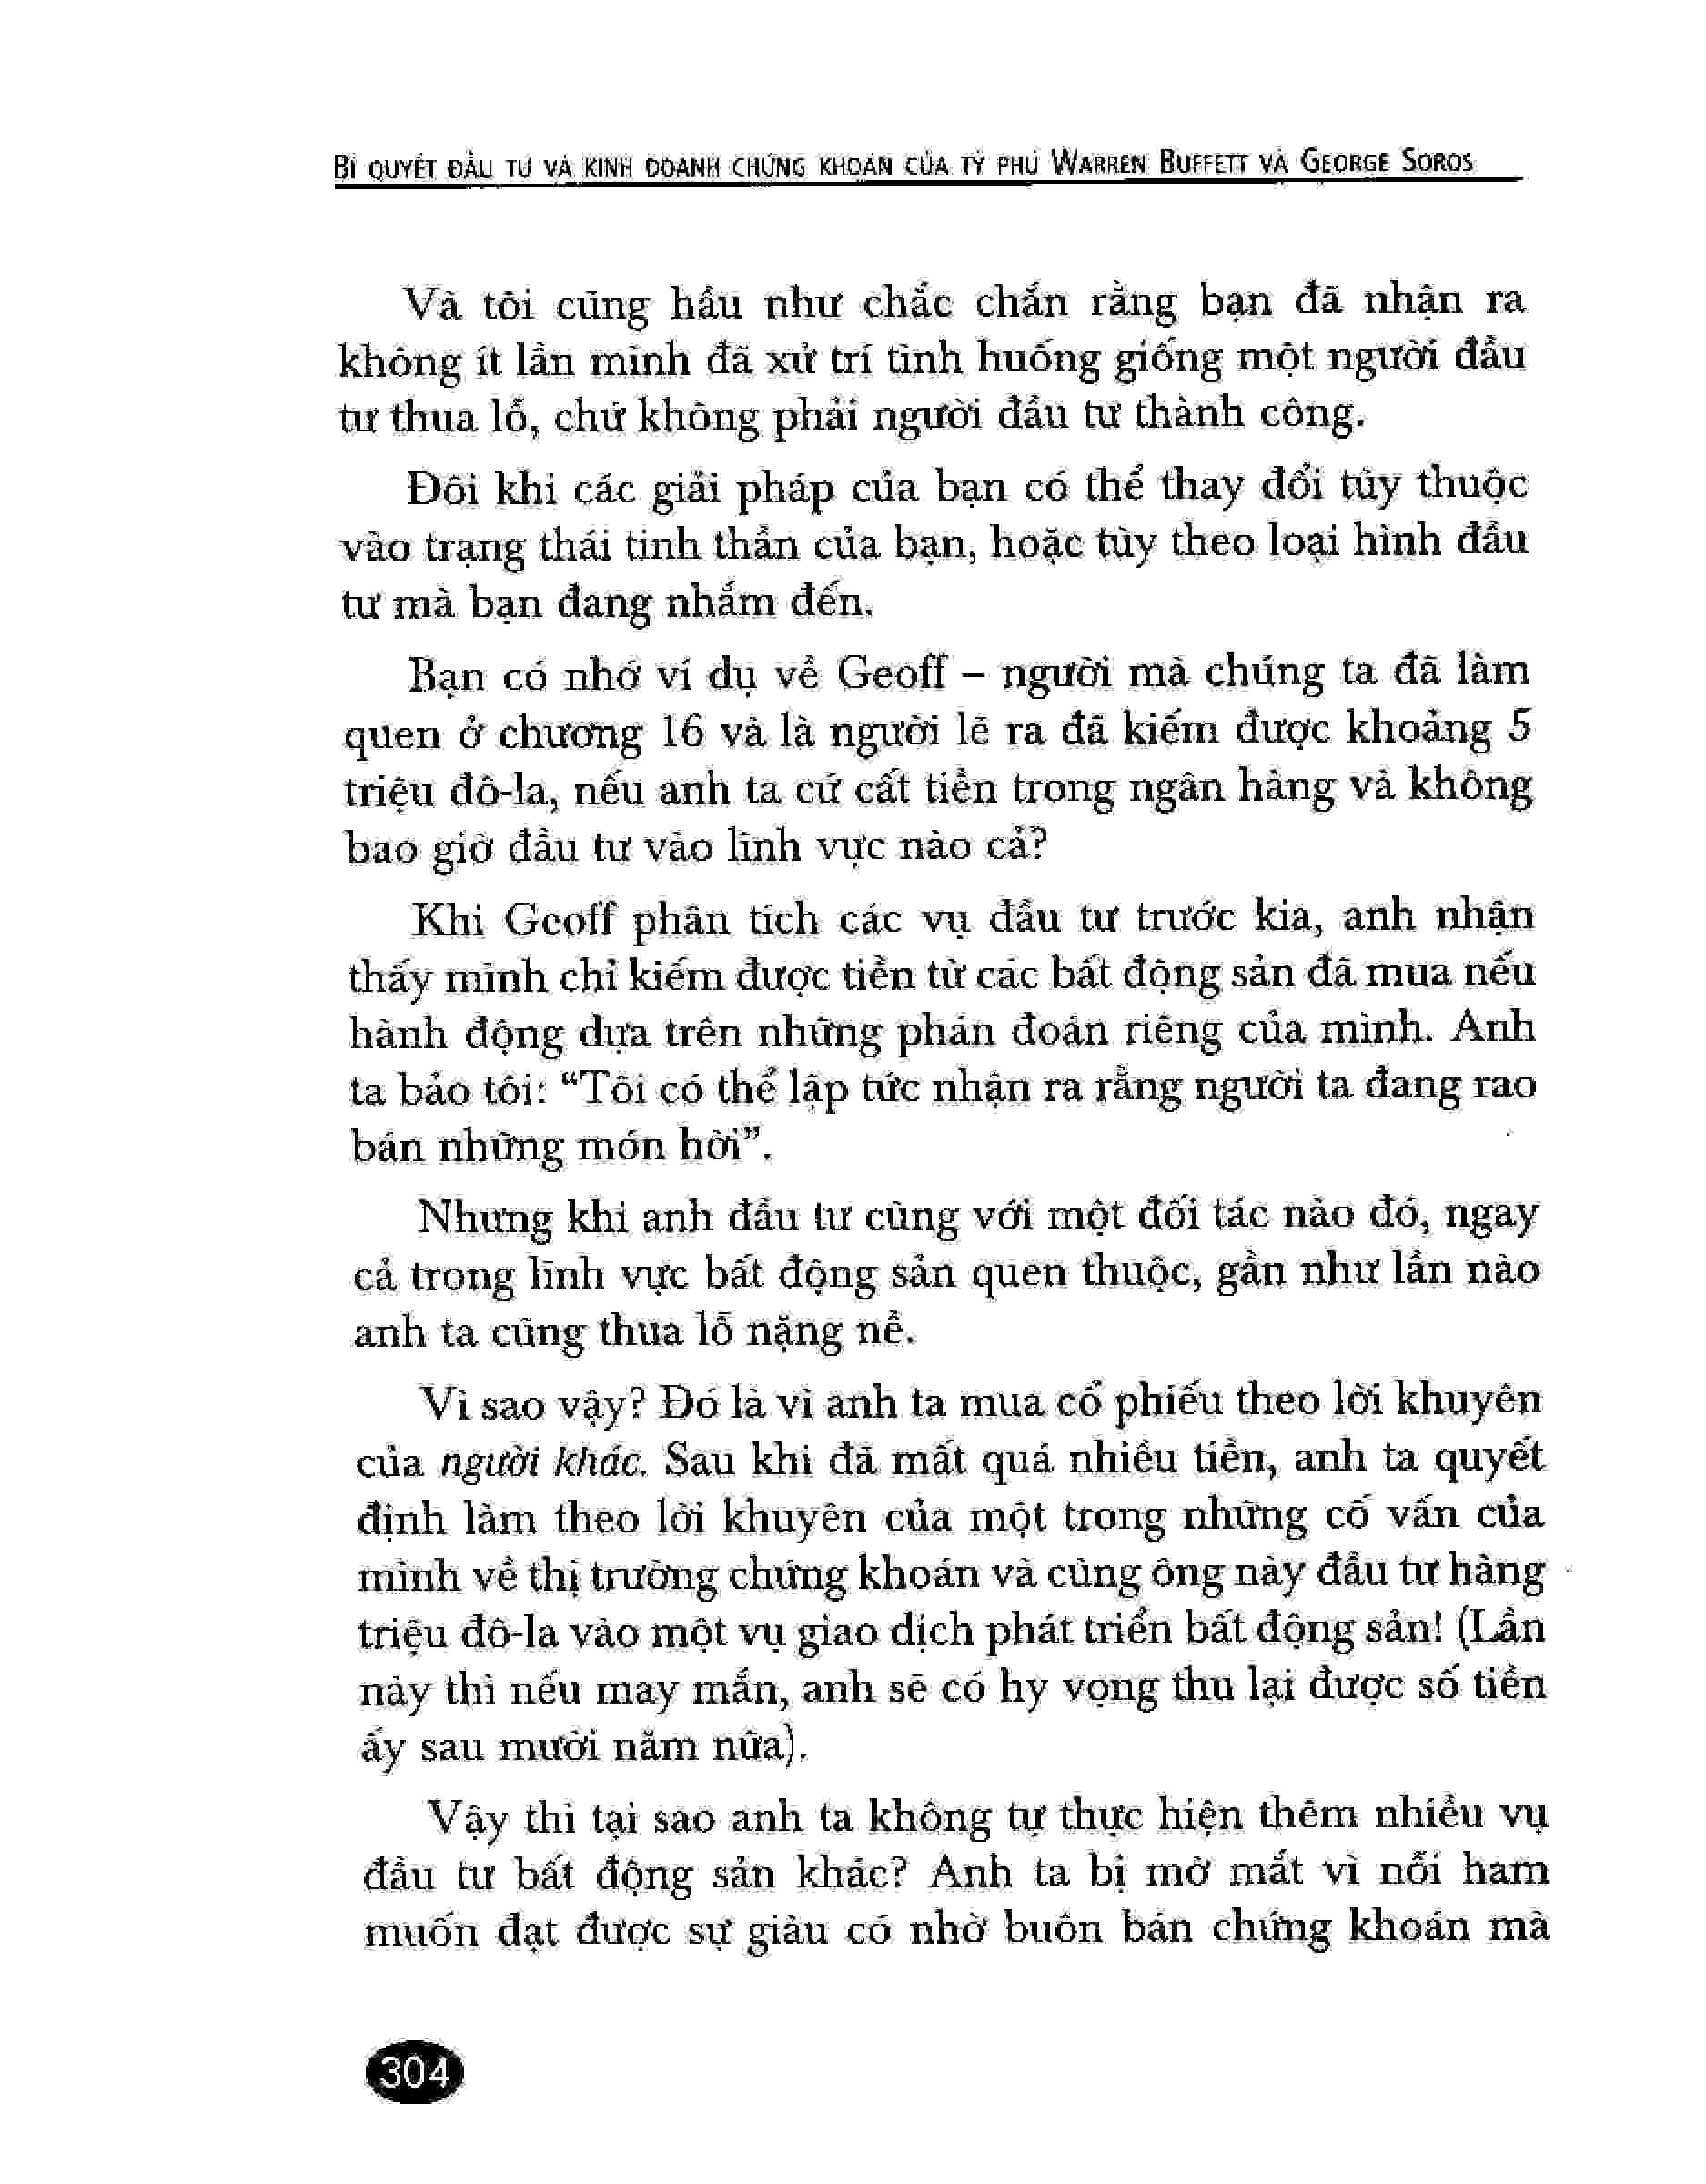 BÍ QUYẾT ĐẦU TƯ VÀ KINH DOANH CHỨNG KHOÁN CỦA TỶ PHÚ WARREN BUFFETT VÀ GEORGE SOROS
Và tôi cũng hầu như chắc chắn rằng bạn đã nhận ra
không ít lần mình đã xử trí tình huống giống một người đầu
tư thua lỗ, chứ không phải người đầu tư thành công.
Đôi khi các giải pháp của bạn có thể thay đổi tùy thuộc
vào trạng thái tinh thần của bạn, hoặc tùy theo loại hình đầu
tư mà bạn đang nhắm đến.
Bạn có nhớ ví dụ về Geoff – người mà chúng ta đã làm
quen ở chương 16 và là người lẽ ra đã kiếm được khoảng 5
triệu đô-la, nếu anh ta cứ cất tiền trong ngân hàng và không
bao giờ đầu tư vào lĩnh vực nào cả?
Khi Geoff phân tích các vụ đầu tư trước kia, anh nhận
thấy mình chỉ kiếm được tiền từ các bất động sản đã mua nếu
hành động dựa trên những phán đoán riêng của mình. Anh
ta bảo tôi: “Tôi có thể lập tức nhận ra rằng người ta đang rao
bán những món hời”.
Nhưng khi anh đầu tư cùng với một đối tác nào đó, ngay
cả trong lĩnh vực bất động sản quen thuộc, gần như lần nào
anh ta cũng thua lỗ nặng nề.
Vì sao vậy? Đó là vì anh ta mua cổ phiếu theo lời khuyên
của người khác. Sau khi đã mất quá nhiều tiền, anh ta quyết
định làm theo lời khuyên của một trong những cố vấn của
mình về thị trường chứng khoán và cùng ông này đầu tư hàng
triệu đô-la vào một vụ giao dịch phát triển bất động sản! (Lần
này thì nếu may mắn, anh sẽ có hy vọng thu lại được số tiền
ấy sau mười năm nữa).
Vậy thì tại sao anh ta không tự thực hiện thêm nhiều vụ
đầu tư bất động sản khác? Anh ta bị mờ mắt vì nỗi ham
muốn đạt được sự giàu có nhờ buôn bán chứng khoán mà
304